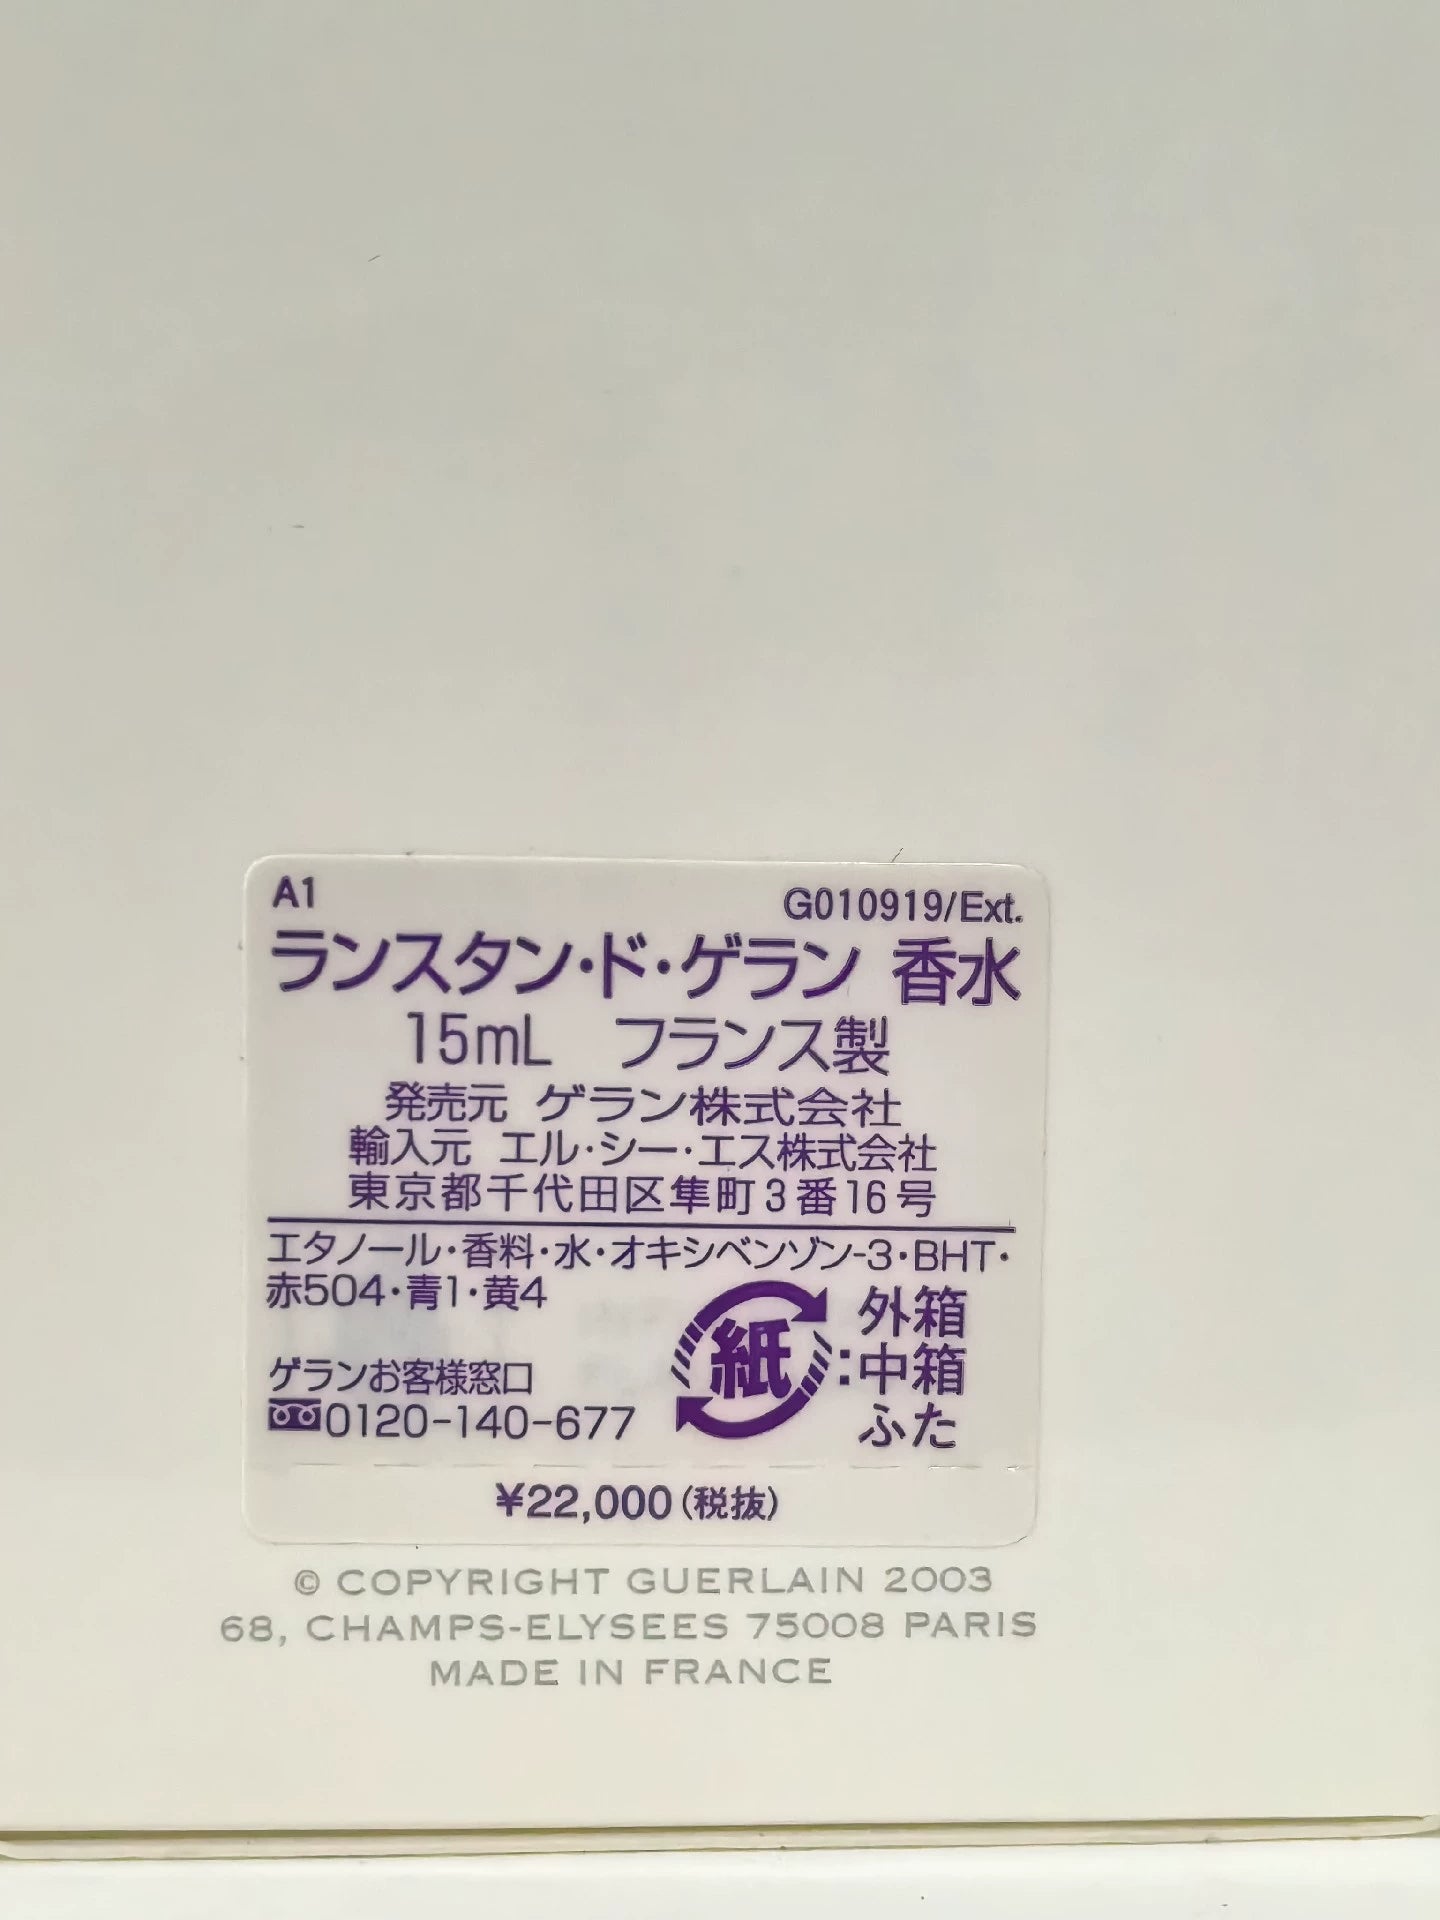 A1 G010919/Ext.
ランスタン・ド・ゲラン 香水
15mL フランス製
発売元 ゲラン株式会社
輸入元 エル・シー・エス株式会社
東京都千代田区隼町3番16号
エタノール・香料・水・オキシベンゾン-3・BHT・
赤504・青1・黄4
紙:外箱
中箱
ふた
ゲランお客様窓口
0120-140-677
¥22,000(税抜)
© COPYRIGHT GUERLAIN 2003
68, CHAMPS-ELYSEES 75008 PARIS
MADE IN FRANCE